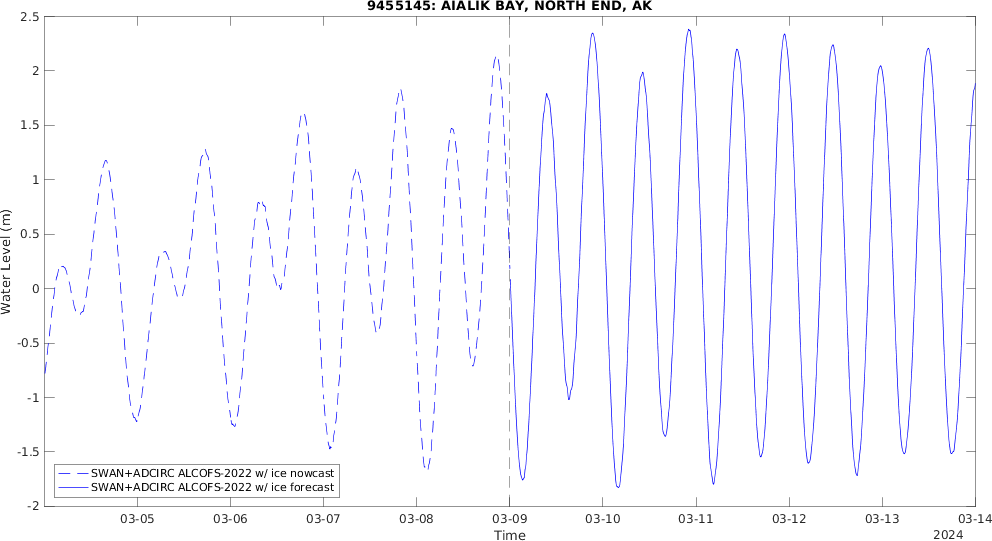 9455145: AIALIK BAY, NORTH END, AK
Water Level (m)
2.5
2
1.5
1
0.5
0
-0.5
-1
-1.5
-2
SWAN+ADCIRC ALCOFS-2022 w/ ice nowcast
SWAN+ADCIRC ALCOFS-2022 w/ ice forecast
03-05 03-06 03-07 03-08 03-09 03-10 03-11 03-12 03-13 03-14
Time
2024